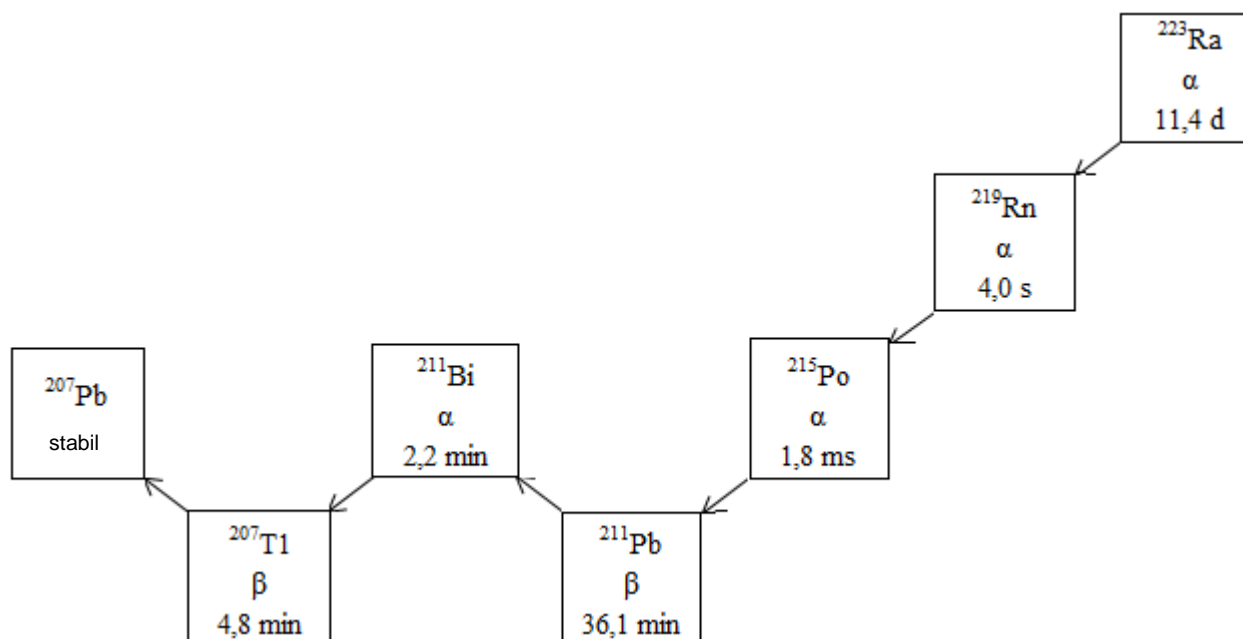 ²²³Ra
α
11,4 d
²¹⁹Rn
α
4,0 s
²¹⁵Po
α
1,8 ms
²¹¹Bi
α
2,2 min
²⁰⁷Pb
stabil
²¹¹Pb
β
36,1 min
²⁰⁷T1
β
4,8 min